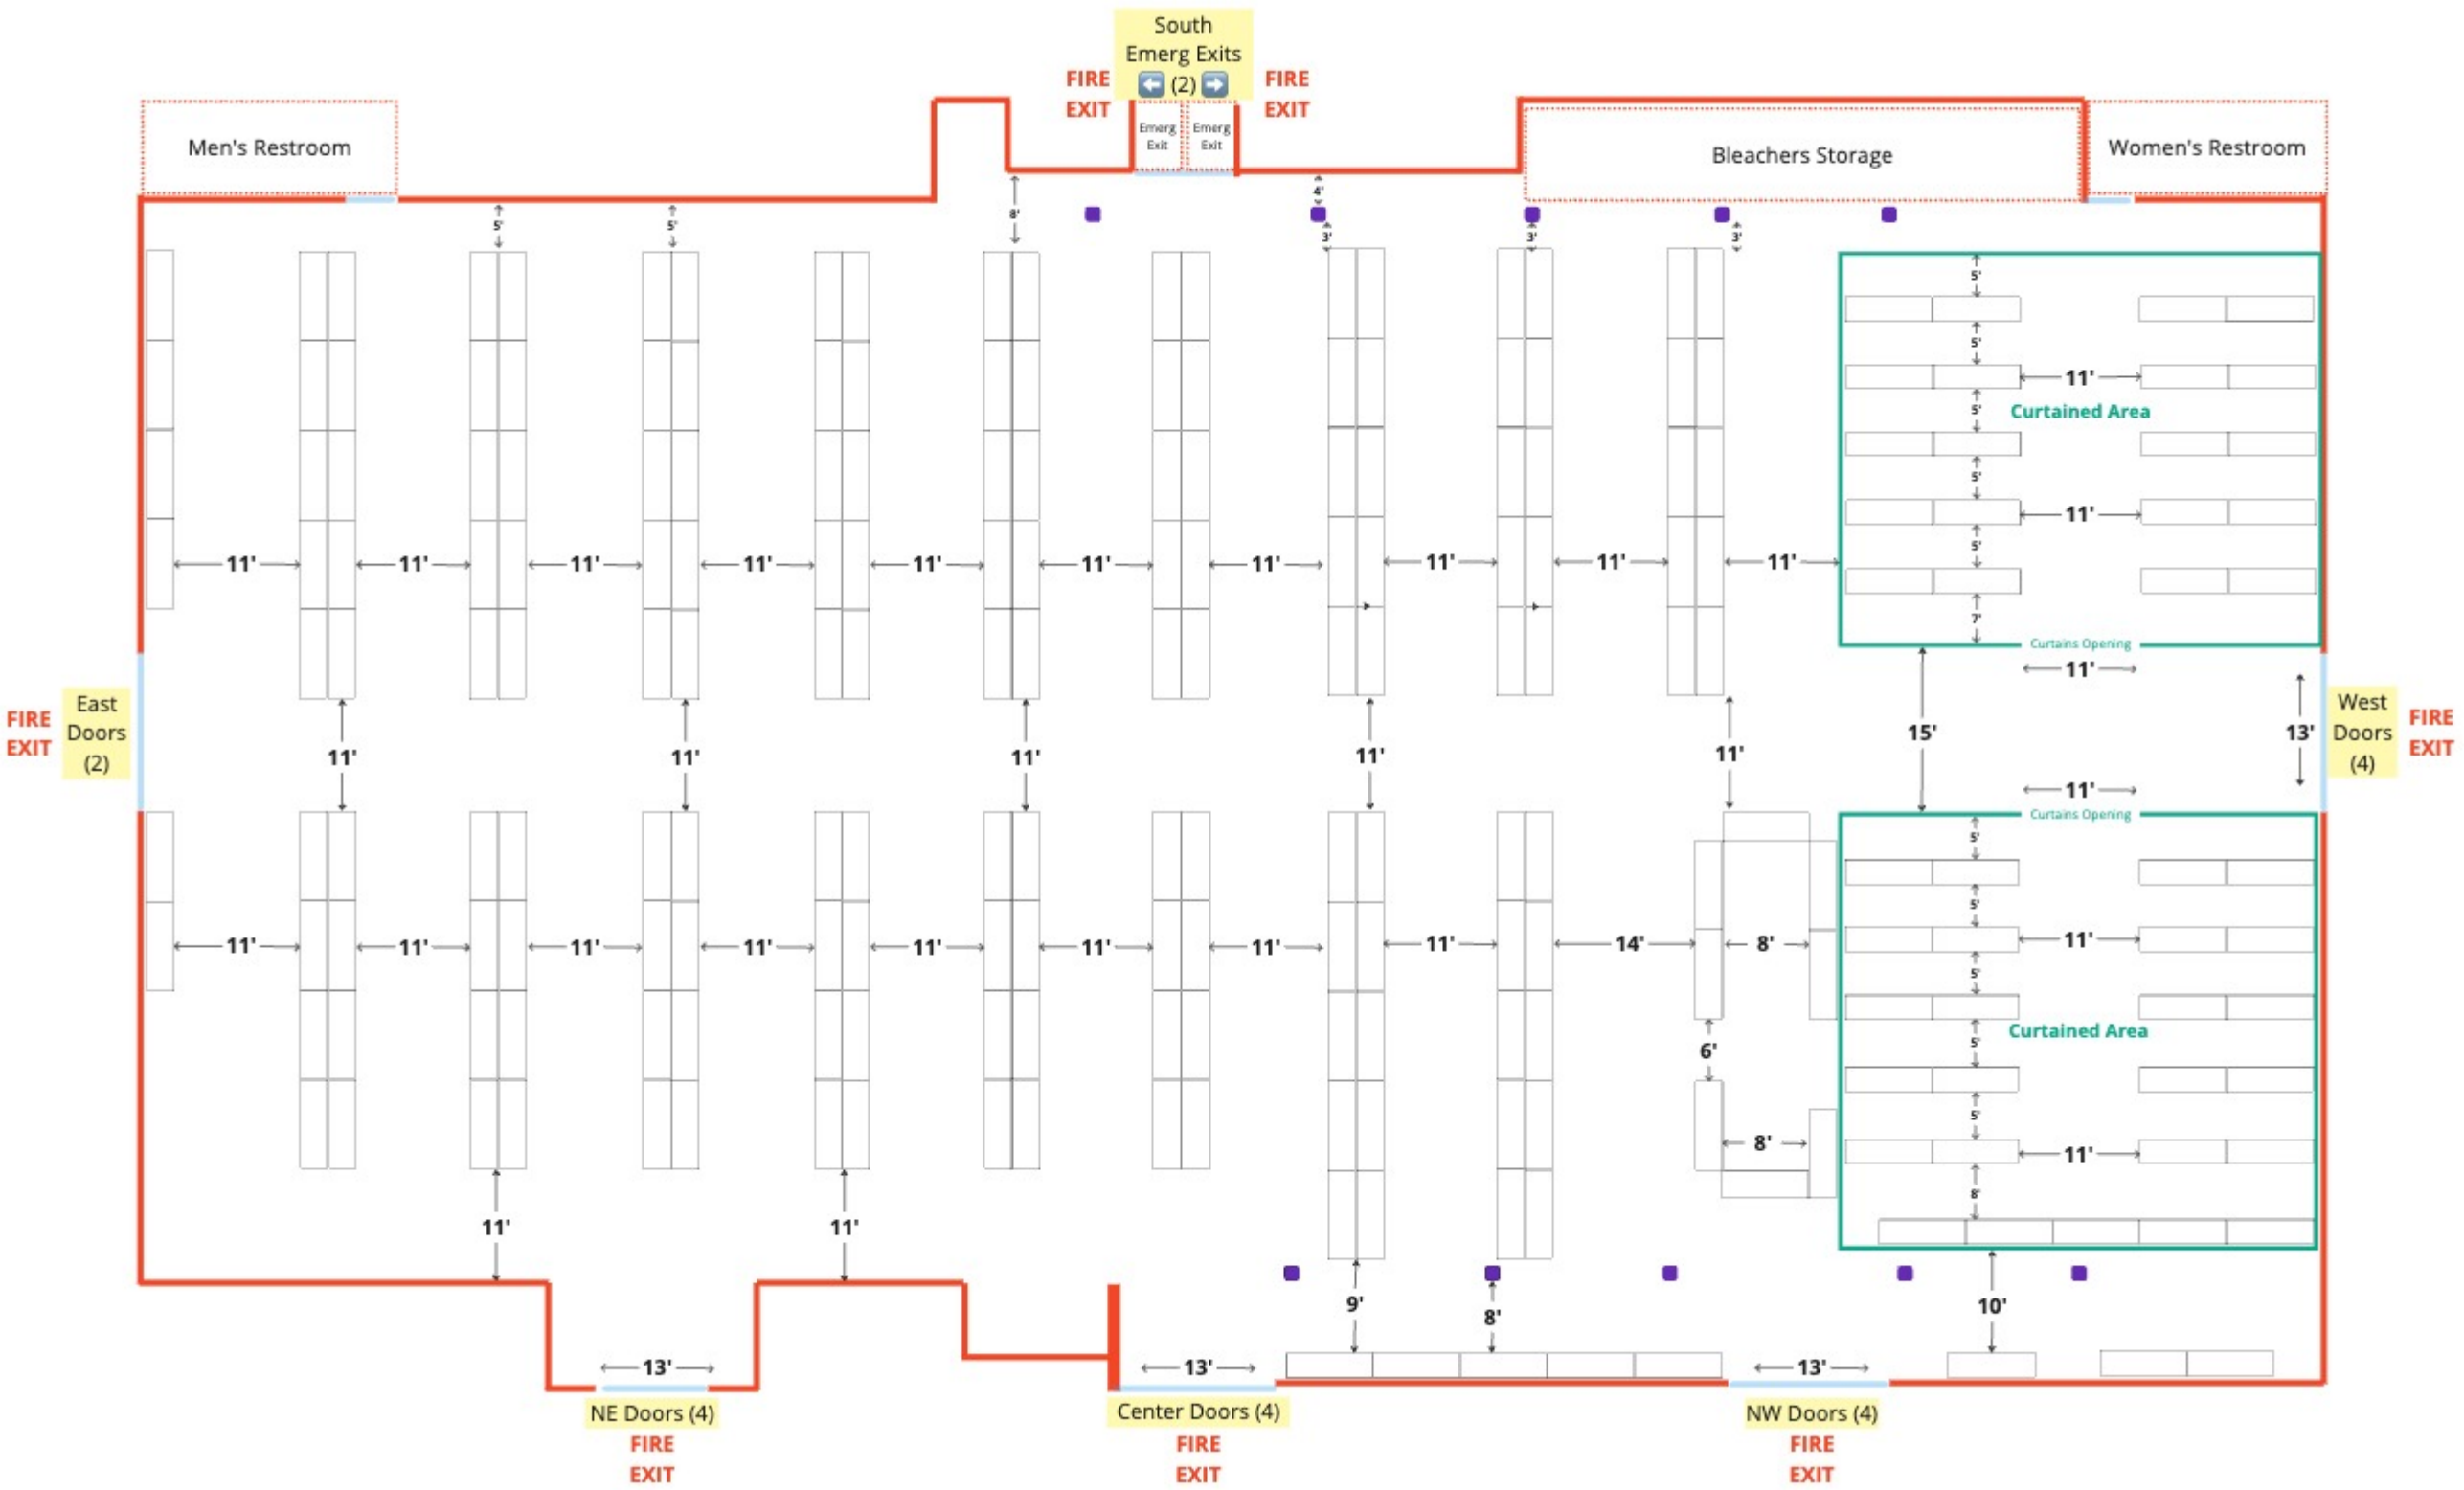 South
Emerg Exits
⬅️ (2) ➡️
FIRE
EXIT
FIRE
EXIT
Emerg
Exit
Emerg
Exit
Men's Restroom
Bleachers Storage
Women's Restroom
5'
5'
8'
4'
3'
3'
3'
5'
5'
11'
5'
Curtained Area
5'
11'
5'
7'
11'
11'
11'
11'
11'
11'
11'
11'
11'
11'
Curtains Opening
11'
FIRE
EXIT
East
Doors
(2)
11'
11'
11'
11'
11'
15'
13'
West
Doors
(4)
FIRE
EXIT
11'
Curtains Opening
5'
5'
11'
11'
11'
11'
11'
11'
11'
11'
11'
14'
8'
5'
Curtained Area
5'
6'
5'
8'
11'
8'
11'
11'
9'
8'
10'
13'
13'
13'
NE Doors (4)
FIRE
EXIT
Center Doors (4)
FIRE
EXIT
NW Doors (4)
FIRE
EXIT